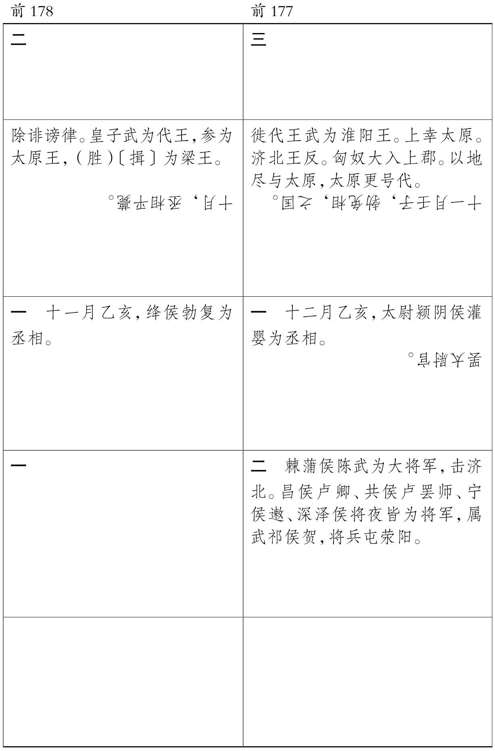 前 178
前 177
二
三
除诽谤律。皇子武为代王，参为
太原王，(胜)〔揖〕为梁王。
十月，丞相平薨。
徙代王武为淮阳王。上幸太原。
济北王反。匈奴大入上郡。以地
尽与太原，太原更号代。
十一月壬子，勃免相，之国。
一 十一月乙亥，绛侯勃复为
丞相。
一 十二月乙亥，太尉颍阴侯灌
婴为丞相。
罢太尉官。
一
二 棘蒲侯陈武为大将军，击济
北。昌侯卢卿、共侯卢罢师、宁
侯遬、深泽侯将夜皆为将军，属
武祁侯贺，将兵屯荥阳。